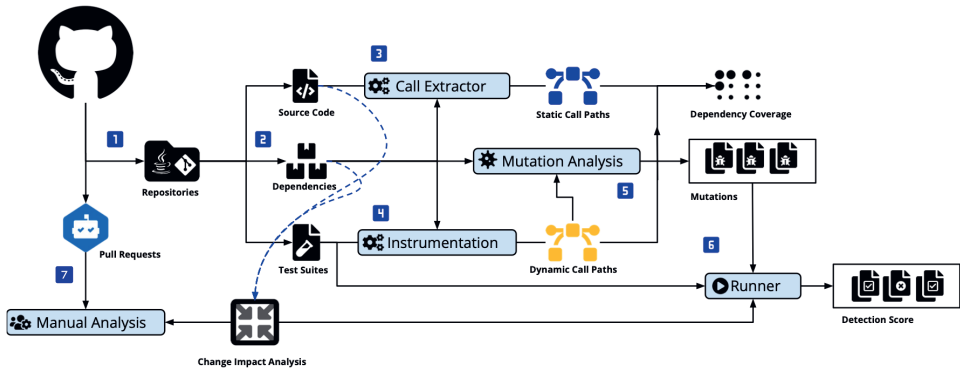 3
Call Extractor
Source Code
Static Call Paths
Dependency Coverage
1
2
Repositories
Dependencies
Mutation Analysis
5
Mutations
4
Instrumentation
Pull Requests
Test Suites
Dynamic Call Paths
6
7
Runner
Detection Score
Manual Analysis
Change Impact Analysis